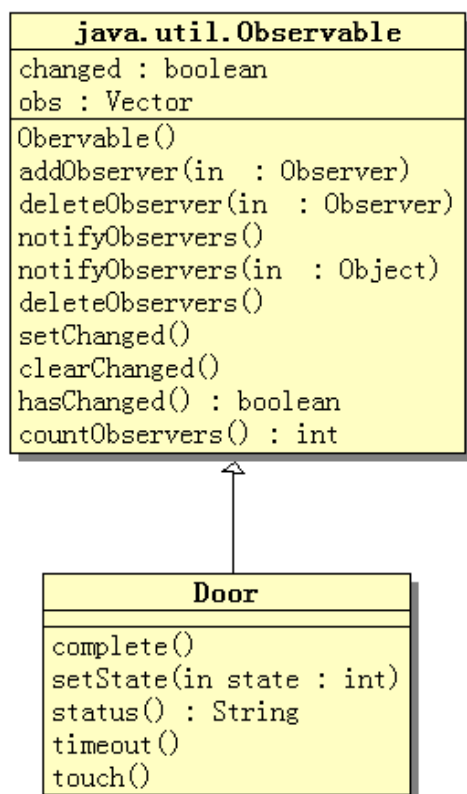 java.util.Observable
changed : boolean
obs : Vector
Obervable()
addObserver(in : Observer)
deleteObserver(in : Observer)
notifyObservers()
notifyObservers(in : Object)
deleteObservers()
setChanged()
clearChanged()
hasChanged() : boolean
countObservers() : int
Door
complete()
setState(in state : int)
status() : String
timeout()
touch()